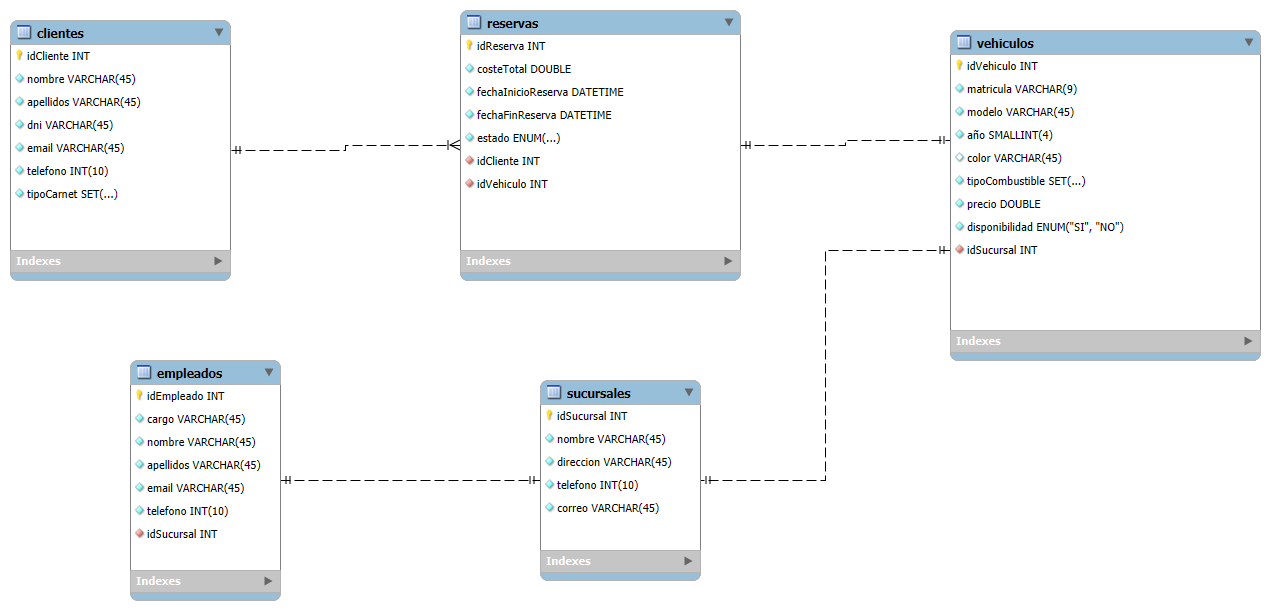 clientes
idCliente INT
nombre VARCHAR(45)
apellidos VARCHAR(45)
dni VARCHAR(45)
email VARCHAR(45)
telefono INT(10)
tipoCarnet SET(...)
Indexes
reservas
idReserva INT
costeTotal DOUBLE
fechaInicioReserva DATETIME
fechaFinReserva DATETIME
estado ENUM(...)
idCliente INT
idVehiculo INT
Indexes
vehiculos
idVehiculo INT
matricula VARCHAR(9)
modelo VARCHAR(45)
año SMALLINT(4)
color VARCHAR(45)
tipoCombustible SET(...)
precio DOUBLE
disponibilidad ENUM("SI", "NO")
idSucursal INT
Indexes
empleados
idEmpleado INT
cargo VARCHAR(45)
nombre VARCHAR(45)
apellidos VARCHAR(45)
email VARCHAR(45)
telefono INT(10)
idSucursal INT
Indexes
sucursales
idSucursal INT
nombre VARCHAR(45)
direccion VARCHAR(45)
telefono INT(10)
correo VARCHAR(45)
Indexes